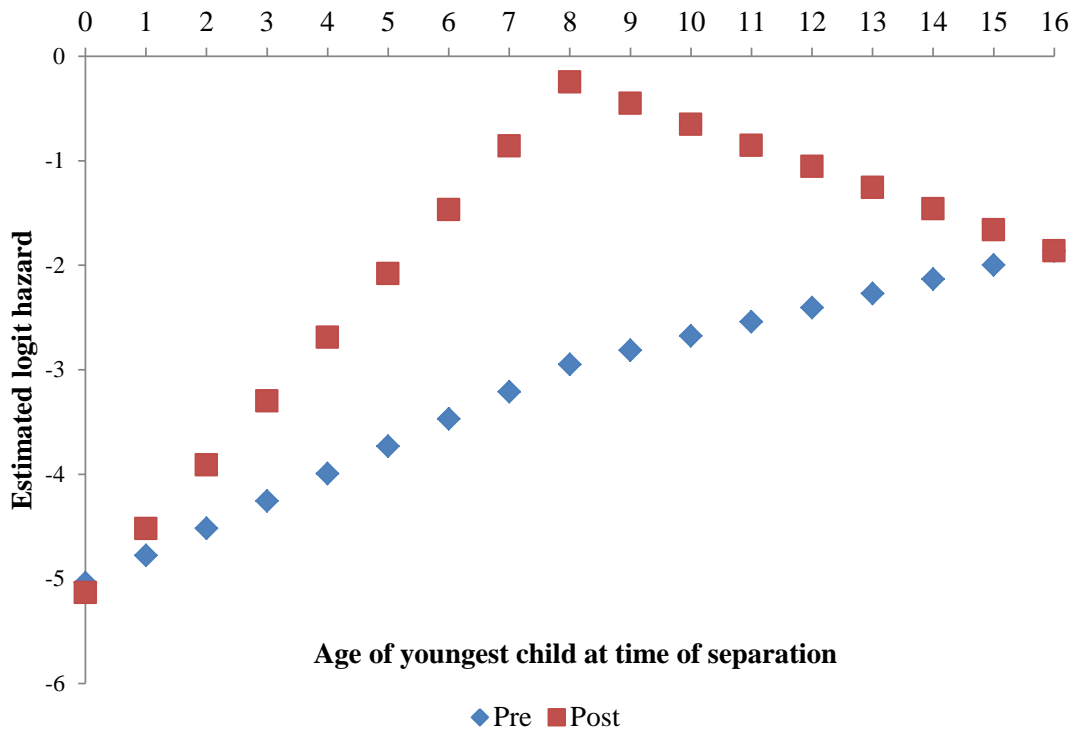 0 1 2 3 4 5 6 7 8 9 10 11 12 13 14 15 16
0
-1
-2
-3
-4
-5
-6
Estimated logit hazard
Age of youngest child at time of separation
Pre Post